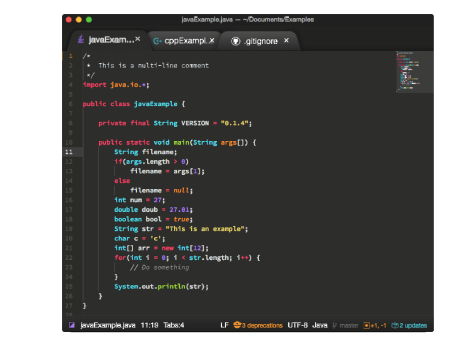 javaExample.java — ~/Documents/Examples
javaExam...× cppExampl.× .gitignore ×
1 /*
2 * This is a multi-line comment
3 */
4 import java.io.*;
5
6 public class javaExample {
7
8 private final String VERSION = "0.1.4";
9
10 public static void main(String args[]) {
11 String filename;
12 if(args.length > 0)
13 filename = args[1];
14 else
15 filename = null;
16 int num = 27;
17 double doub = 27.01;
18 boolean bool = true;
19 String str = "This is an example";
20 char c = 'c';
21 int[] arr = new int[12];
22 for(int i = 0; i < str.length; i++) {
23 // Do something
24 }
25 System.out.println(str);
26 }
27 }
javaExample.java 11:19 Tabs:4 LF 3 deprecations UTF-8 Java master +1, -1 2 updates